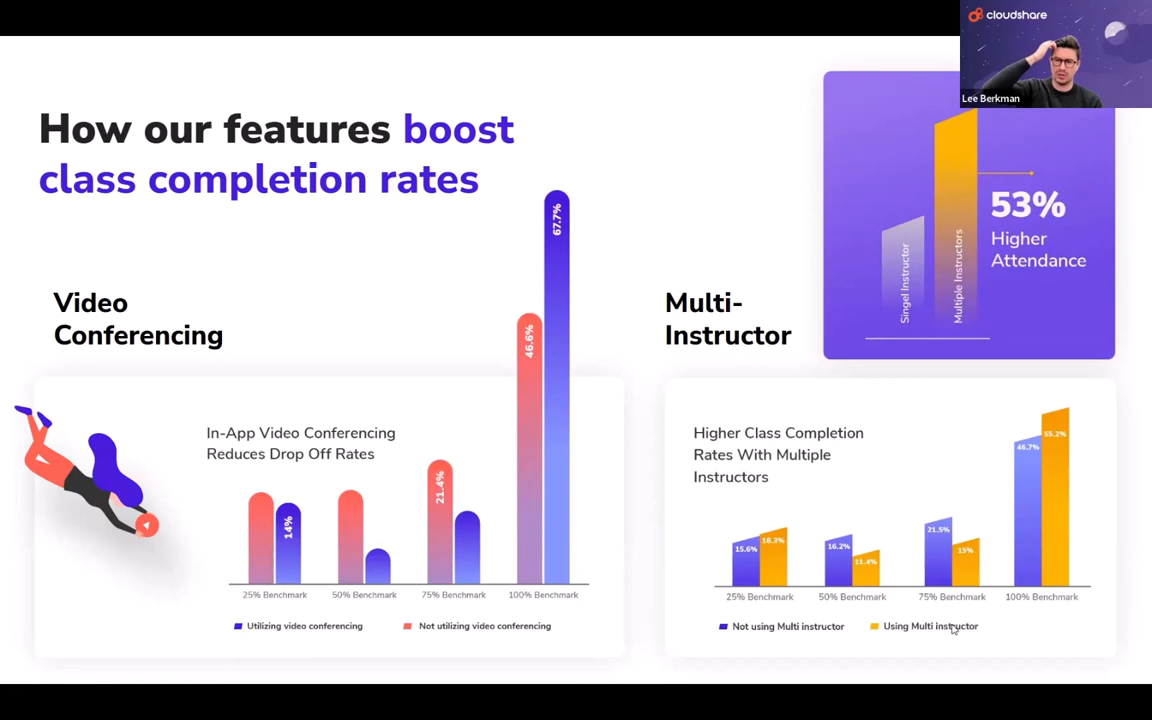 cloudshare
Lee Berkman
How our features boost
class completion rates
Video
Conferencing
In-App Video Conferencing
Reduces Drop Off Rates
14%
21.4%
46.6%
67.7%
25% Benchmark
50% Benchmark
75% Benchmark
100% Benchmark
Utilizing video conferencing
Not utilizing video conferencing
Multi-
Instructor
Singel Instructor
Multiple Instructors
53%
Higher
Attendance
Higher Class Completion
Rates With Multiple
Instructors
15.6%
18.3%
16.2%
11.4%
21.5%
15%
46.7%
55.2%
25% Benchmark
50% Benchmark
75% Benchmark
100% Benchmark
Not using Multi instructor
Using Multi instructor